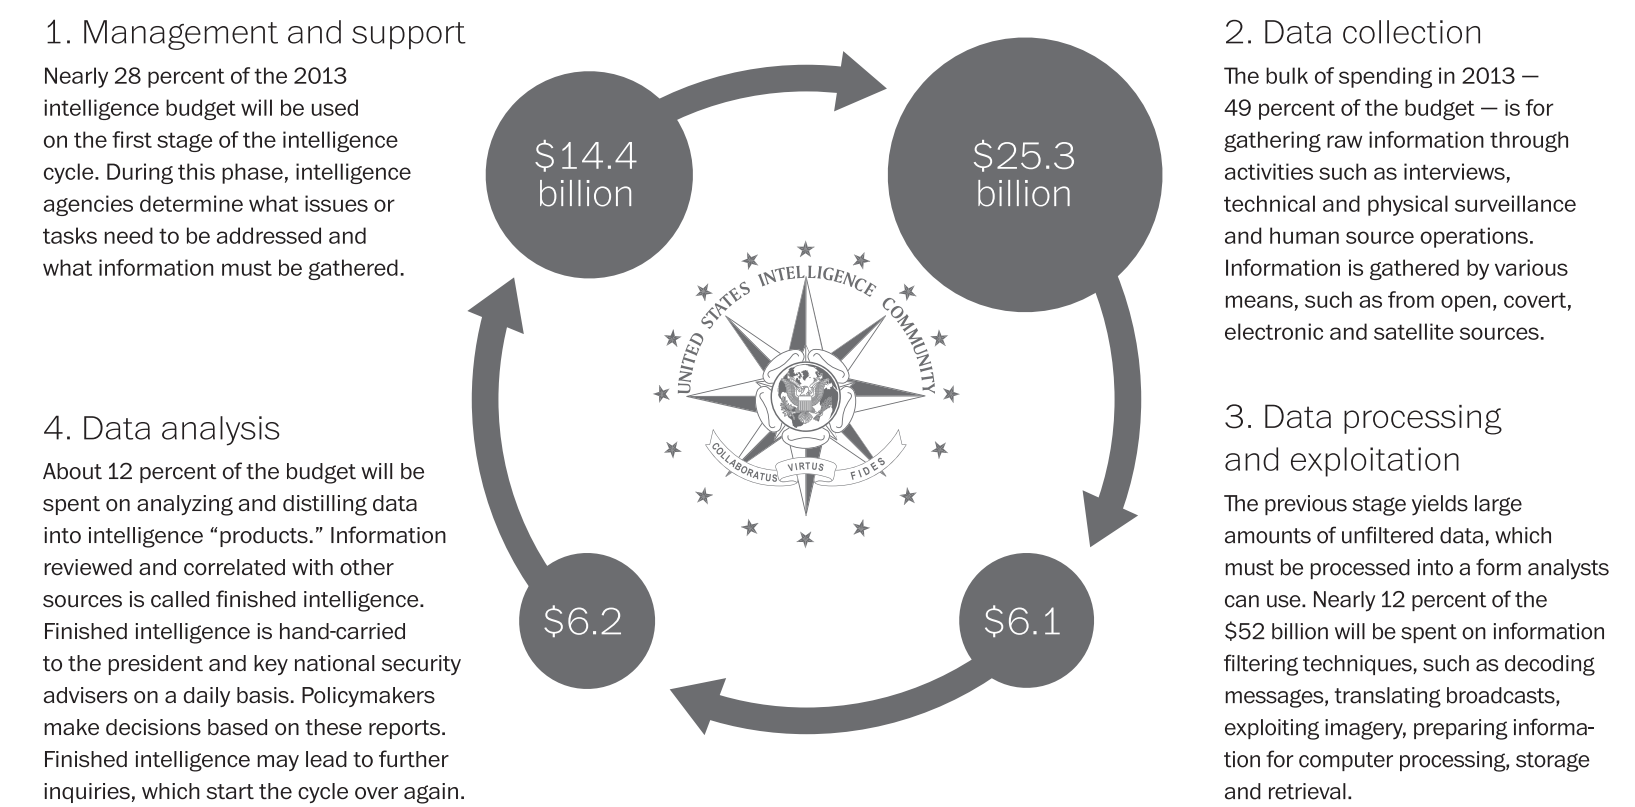 1. Management and support
Nearly 28 percent of the 2013
intelligence budget will be used
on the first stage of the intelligence
cycle. During this phase, intelligence
agencies determine what issues or
tasks need to be addressed and
what information must be gathered.
$14.4
billion
$25.3
billion
2. Data collection
The bulk of spending in 2013 —
49 percent of the budget — is for
gathering raw information through
activities such as interviews,
technical and physical surveillance
and human source operations.
Information is gathered by various
means, such as from open, covert,
electronic and satellite sources.
UNITED STATES INTELLIGENCE COMMUNITY
COLLABORATUS VIRTUS FIDES
3. Data processing
and exploitation
The previous stage yields large
amounts of unfiltered data, which
must be processed into a form analysts
can use. Nearly 12 percent of the
$52 billion will be spent on information
filtering techniques, such as decoding
messages, translating broadcasts,
exploiting imagery, preparing informa-
tion for computer processing, storage
and retrieval.
$6.1
$6.2
4. Data analysis
About 12 percent of the budget will be
spent on analyzing and distilling data
into intelligence “products.” Information
reviewed and correlated with other
sources is called finished intelligence.
Finished intelligence is hand-carried
to the president and key national security
advisers on a daily basis. Policymakers
make decisions based on these reports.
Finished intelligence may lead to further
inquiries, which start the cycle over again.